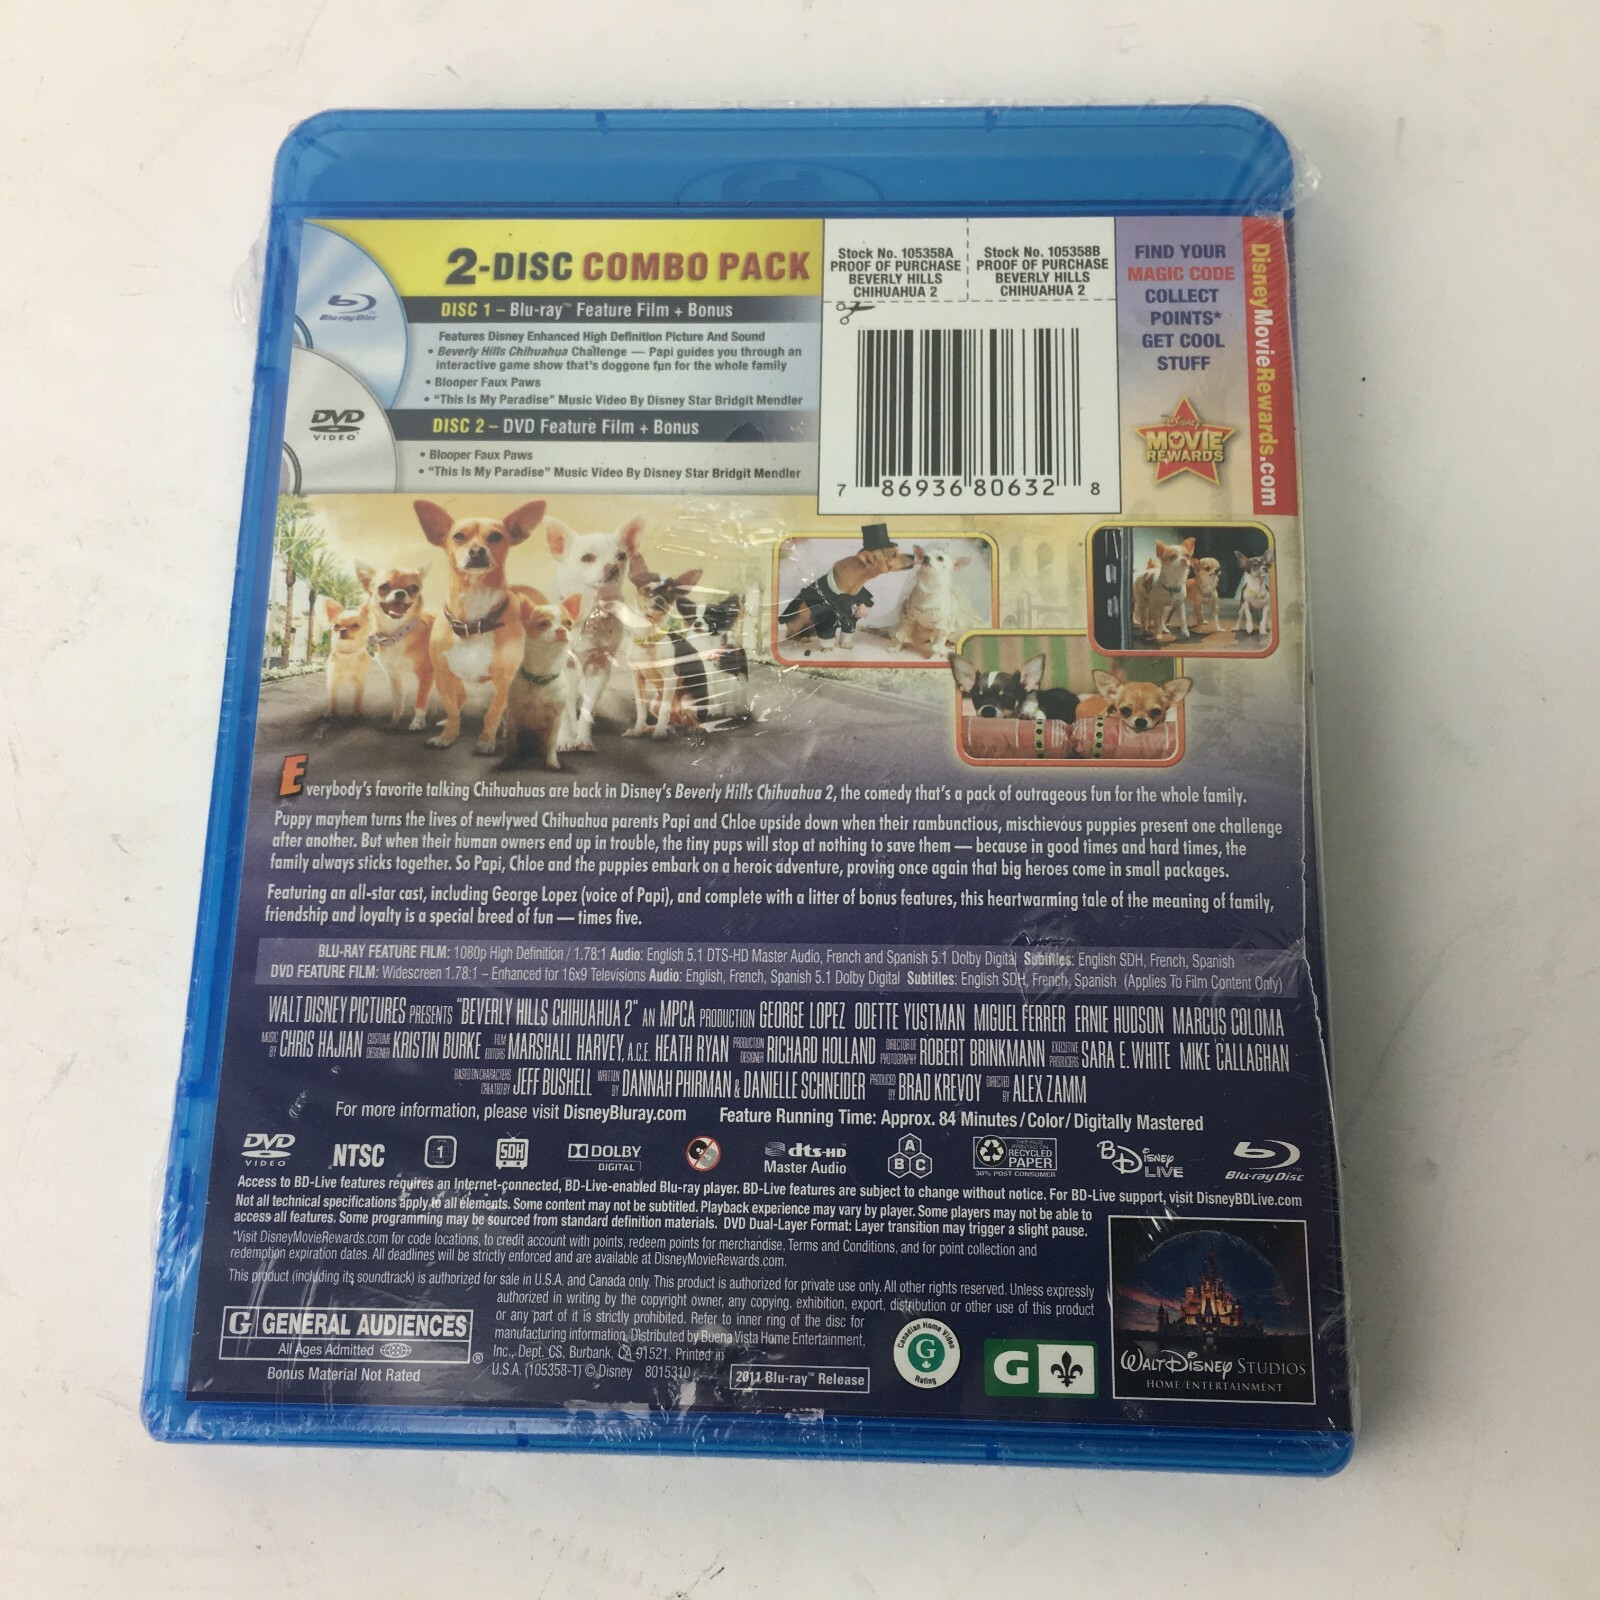 2-DISC COMBO PACK
Blu-ray Disc
DISC 1 – Blu-ray™ Feature Film + Bonus
Features Disney Enhanced High Definition Picture And Sound
• Beverly Hills Chihuahua Challenge — Papi guides you through an
interactive game show that's doggone fun for the whole family
• Blooper Faux Paws
• "This Is My Paradise" Music Video By Disney Star Bridgit Mendler
DVD
VIDEO
DISC 2 – DVD Feature Film + Bonus
• Blooper Faux Paws
• "This Is My Paradise" Music Video By Disney Star Bridgit Mendler
Stock No. 105358A
PROOF OF PURCHASE
BEVERLY HILLS
CHIHUAHUA 2
Stock No. 105358B
PROOF OF PURCHASE
BEVERLY HILLS
CHIHUAHUA 2
7 86936 80632 8
FIND YOUR
MAGIC CODE
COLLECT
POINTS*
GET COOL
STUFF
Disney
MOVIE
REWARDS
DisneyMovieRewards.com
Everybody's favorite talking Chihuahuas are back in Disney's Beverly Hills Chihuahua 2, the comedy that's a pack of outrageous fun for the whole family.
Puppy mayhem turns the lives of newlywed Chihuahua parents Papi and Chloe upside down when their rambunctious, mischievous puppies present one challenge
after another. But when their human owners end up in trouble, the tiny pups will stop at nothing to save them — because in good times and hard times, the
family always sticks together. So Papi, Chloe and the puppies embark on a heroic adventure, proving once again that big heroes come in small packages.
Featuring an all-star cast, including George Lopez (voice of Papi), and complete with a litter of bonus features, this heartwarming tale of the meaning of family,
friendship and loyalty is a special breed of fun — times five.
BLU-RAY FEATURE FILM: 1080p High Definition / 1.78:1 Audio: English 5.1 DTS-HD Master Audio, French and Spanish 5.1 Dolby Digital Subtitles: English SDH, French, Spanish
DVD FEATURE FILM: Widescreen 1.78:1 – Enhanced for 16x9 Televisions Audio: English, French, Spanish 5.1 Dolby Digital Subtitles: English SDH, French, Spanish (Applies To Film Content Only)
WALT DISNEY PICTURES PRESENTS "BEVERLY HILLS CHIHUAHUA 2" AN MPCA PRODUCTION GEORGE LOPEZ ODETTE YUSTMAN MIGUEL FERRER ERNIE HUDSON MARCUS COLOMA
MUSIC BY CHRIS HAJIAN COSTUME DESIGNER KRISTIN BURKE FILM EDITORS MARSHALL HARVEY, A.C.E. HEATH RYAN PRODUCTION DESIGNER RICHARD HOLLAND DIRECTOR OF PHOTOGRAPHY ROBERT BRINKMANN EXECUTIVE PRODUCERS SARA E. WHITE MIKE CALLAGHAN
BASED ON CHARACTERS CREATED BY JEFF BUSHELL WRITTEN BY DANNAH PHIRMAN & DANIELLE SCHNEIDER PRODUCED BY BRAD KREVOY DIRECTED BY ALEX ZAMM
For more information, please visit DisneyBluray.com Feature Running Time: Approx. 84 Minutes/Color/Digitally Mastered
DVD VIDEO NTSC 1 SDH DOLBY DIGITAL dts-HD Master Audio A B C THIS PRODUCT PRINTED ON RECYCLED PAPER 30% POST CONSUMER BD Disney LIVE Blu-ray Disc
Access to BD-Live features requires an Internet-connected, BD-Live-enabled Blu-ray player. BD-Live features are subject to change without notice. For BD-Live support, visit DisneyBDLive.com
Not all technical specifications apply to all elements. Some content may not be subtitled. Playback experience may vary by player. Some players may not be able to
access all features. Some programming may be sourced from standard definition materials. DVD Dual-Layer Format: Layer transition may trigger a slight pause.
*Visit DisneyMovieRewards.com for code locations, to credit account with points, redeem points for merchandise, Terms and Conditions, and for point collection and
redemption expiration dates. All deadlines will be strictly enforced and are available at DisneyMovieRewards.com.
This product (including its soundtrack) is authorized for sale in U.S.A. and Canada only. This product is authorized for private use only. All other rights reserved. Unless expressly
authorized in writing by the copyright owner, any copying, exhibition, export, distribution or other use of this product
or any part of it is strictly prohibited. Refer to inner ring of the disc for
manufacturing information. Distributed by Buena Vista Home Entertainment,
Inc., Dept. CS, Burbank, CA 91521. Printed in
U.S.A. (105358-1) © Disney 8015310
G GENERAL AUDIENCES
All Ages Admitted ®
Bonus Material Not Rated
2011 Blu-ray™ Release
Canadian Home Video
G
Rating
G
WALT DISNEY STUDIOS
HOME ENTERTAINMENT